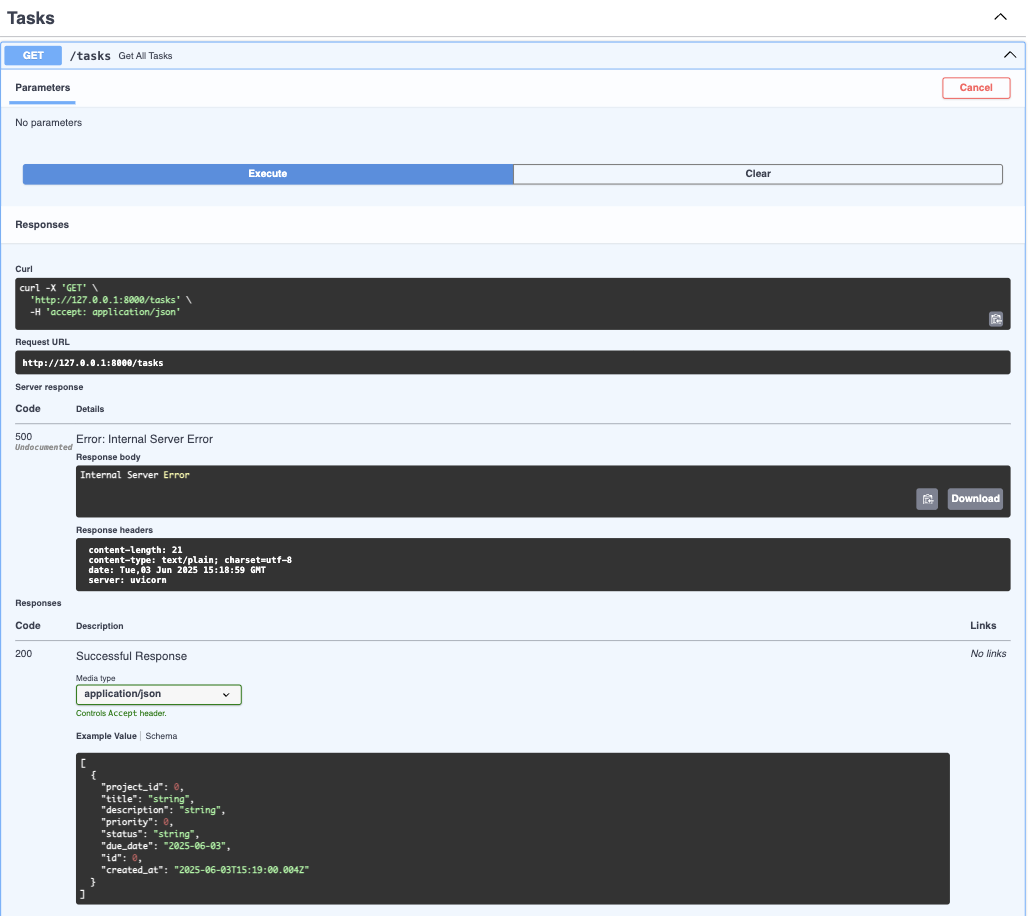 Tasks
GET /tasks Get All Tasks
Parameters
Cancel
No parameters
Execute
Clear
Responses
Curl
curl -X 'GET' \
  'http://127.0.0.1:8000/tasks' \
  -H 'accept: application/json'
Request URL
http://127.0.0.1:8000/tasks
Server response
Code Details
500
Undocumented
Error: Internal Server Error
Response body
Internal Server Error
Download
Response headers
content-length: 21
content-type: text/plain; charset=utf-8
date: Tue,03 Jun 2025 15:18:59 GMT
server: uvicorn
Responses
Code Description Links
200 Successful Response No links
Media type
application/json
Controls Accept header.
Example Value Schema
[
  {
    "project_id": 0,
    "title": "string",
    "description": "string",
    "priority": 0,
    "status": "string",
    "due_date": "2025-06-03",
    "id": 0,
    "created_at": "2025-06-03T15:19:00.004Z"
  }
]